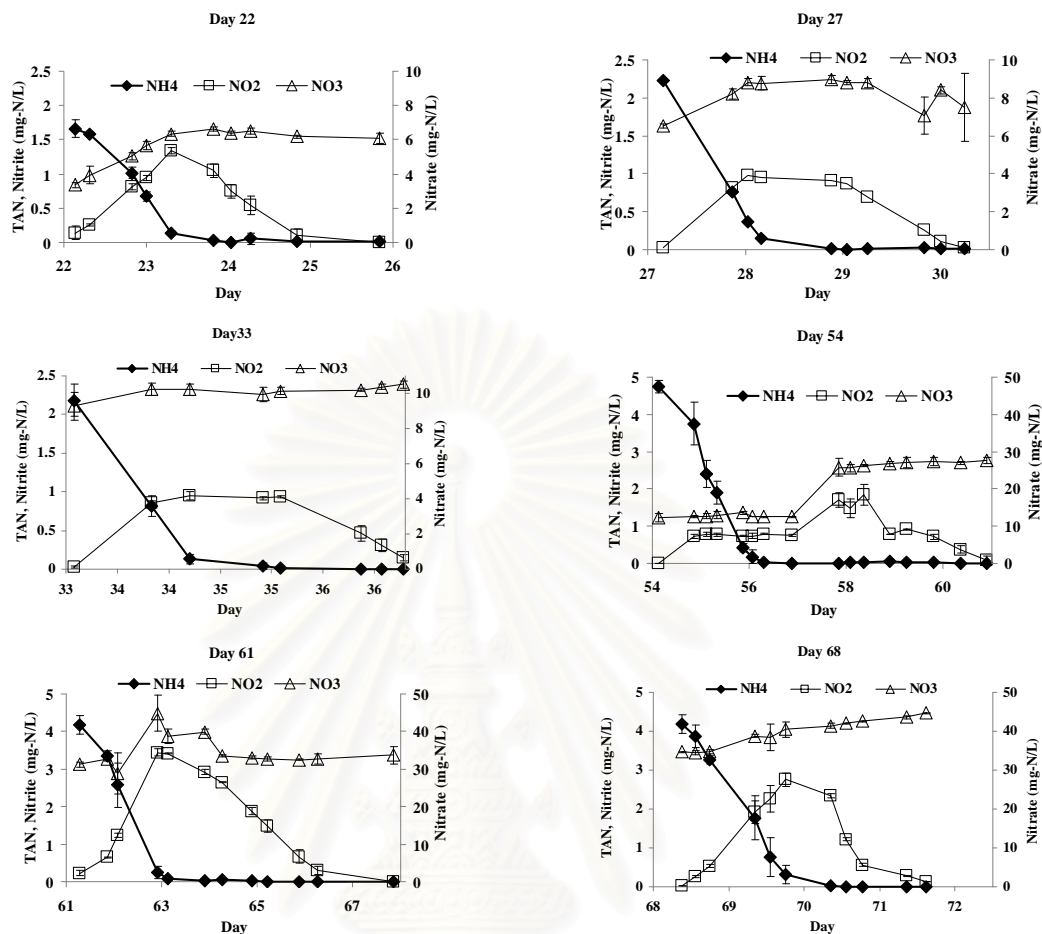 Day 22
NH4 NO2 NO3
TAN, Nitrite (mg-N/L)
2.5
2
1.5
1
0.5
0
10
8
6
4
2
0
Nitrate (mg-N/L)
22 23 24 25 26
Day
Day 27
NH4 NO2 NO3
TAN, Nitrite (mg-N/L)
2.5
2
1.5
1
0.5
0
10
8
6
4
2
0
Nitrate (mg-N/L)
27 28 29 30
Day
Day33
NH4 NO2 NO3
TAN, Nitrite (mg-N/L)
2.5
2
1.5
1
0.5
0
10
8
6
4
2
0
Nitrate (mg-N/L)
33 34 34 35 35 36 36
Day
Day 54
NH4 NO2 NO3
TAN, Nitrite (mg-N/L)
5
4
3
2
1
0
50
40
30
20
10
0
Nitrate (mg-N/L)
54 56 58 60
Day
Day 61
NH4 NO2 NO3
TAN, Nitrite (mg-N/L)
5
4
3
2
1
0
50
40
30
20
10
0
Nitrate (mg-N/L)
61 63 65 67
Day
Day 68
NH4 NO2 NO3
TAN, Nitrite (mg-N/L)
5
4
3
2
1
0
50
40
30
20
10
0
Nitrate (mg-N/L)
68 69 70 71 72
Day